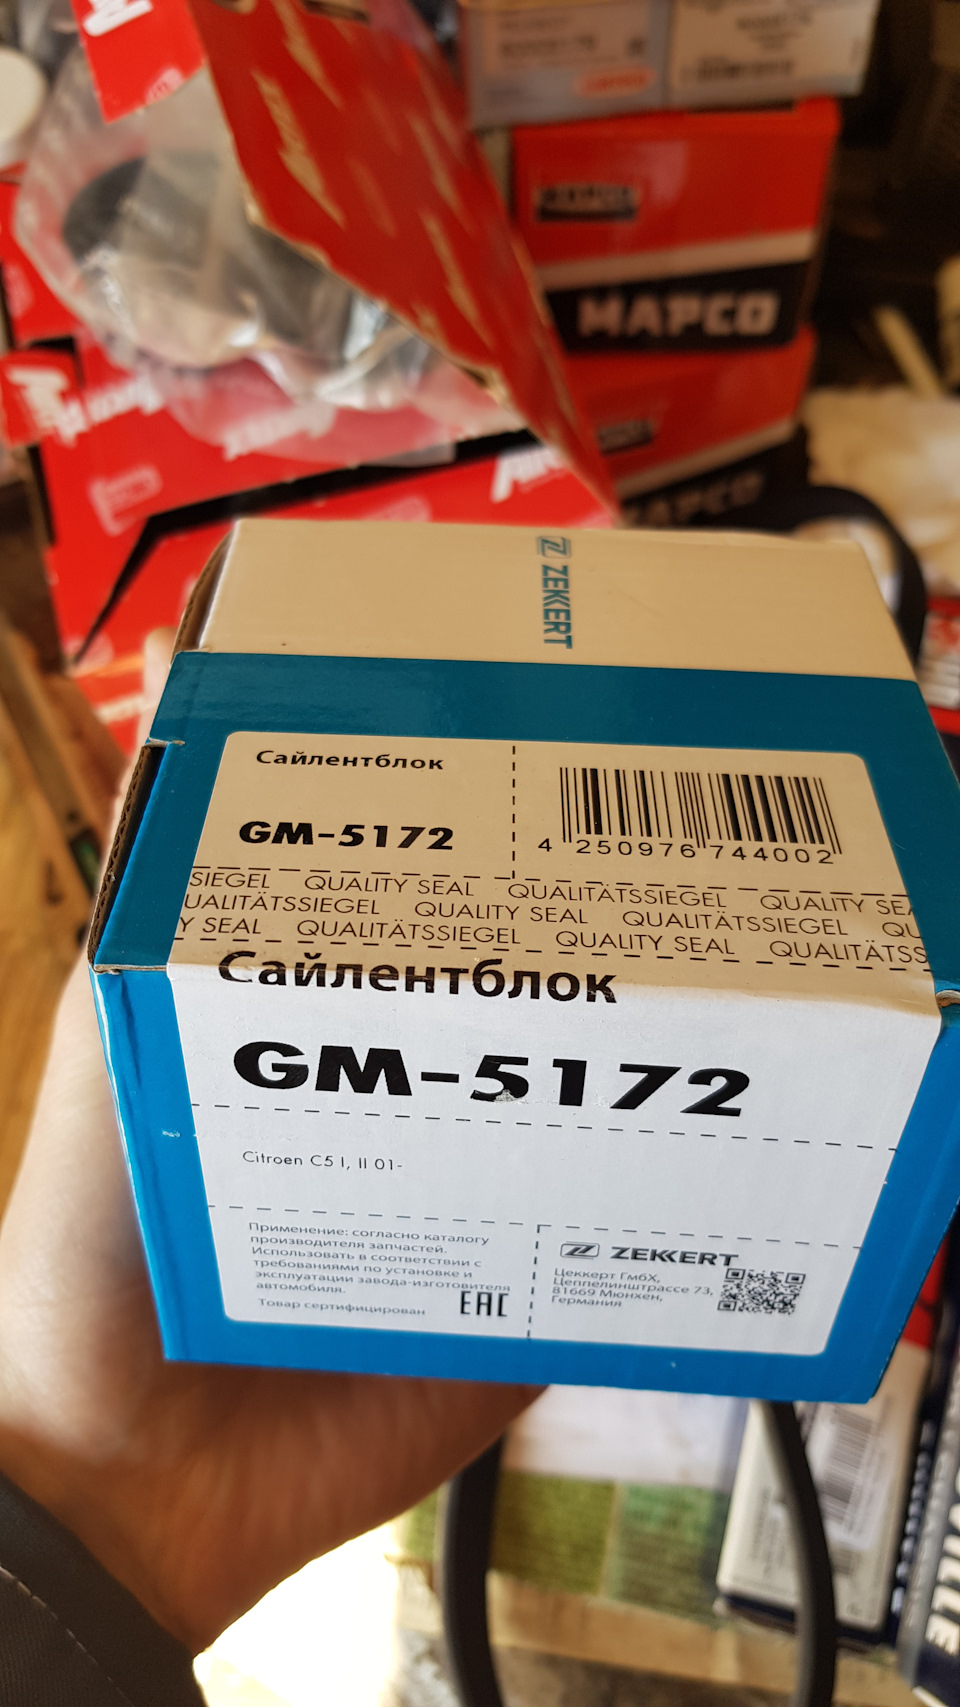 MAPCO
MAPCO
ZEKKERT
Сайлентблок
GM-5172
4 250976 744002
SIEGEL QUALITY SEAL QUALITÄTSSIEGEL QUALITY SEA
UALITÄTSSIEGEL QUALITY SEAL QUALITÄTSSIEGEL QU
Y SEAL QUALITÄTSSIEGEL QUALITY SEAL QUALITÄTSS
Сайлентблок
GM-5172
Citroen C5 I, II 01-
Применение: согласно каталогу
производителя запчастей.
Использовать в соответствии с
требованиями по установке и
эксплуатации завода-изготовителя
автомобиля.
Товар сертифицирован
EAC
ZEKKERT
Цеккерт ГмбХ,
Цеппелинштрассе 73,
81669 Мюнхен,
Германия